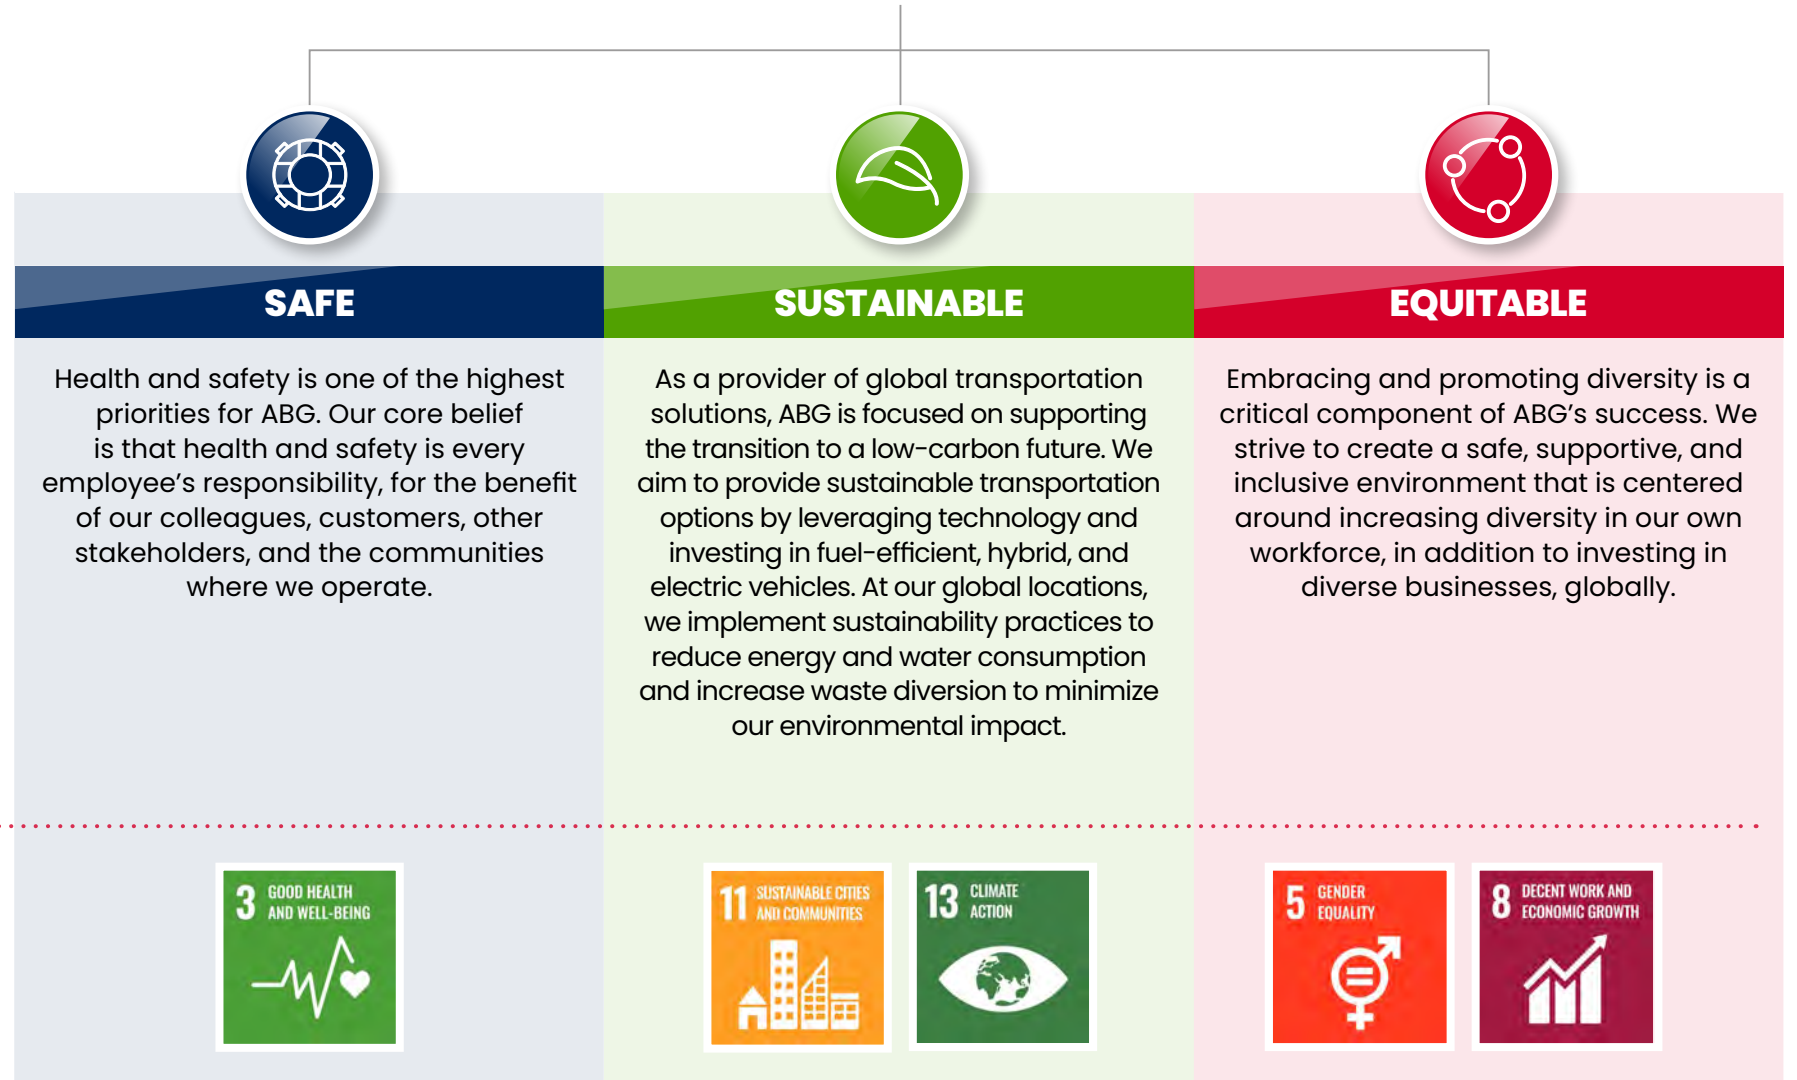 SAFE
Health and safety is one of the highest
priorities for ABG. Our core belief
is that health and safety is every
employee's responsibility, for the benefit
of our colleagues, customers, other
stakeholders, and the communities
where we operate.
3 GOOD HEALTH
AND WELL-BEING
SUSTAINABLE
As a provider of global transportation
solutions, ABG is focused on supporting
the transition to a low-carbon future. We
aim to provide sustainable transportation
options by leveraging technology and
investing in fuel-efficient, hybrid, and
electric vehicles. At our global locations,
we implement sustainability practices to
reduce energy and water consumption
and increase waste diversion to minimize
our environmental impact.
11 SUSTAINABLE CITIES
AND COMMUNITIES
13 CLIMATE
ACTION
EQUITABLE
Embracing and promoting diversity is a
critical component of ABG's success. We
strive to create a safe, supportive, and
inclusive environment that is centered
around increasing diversity in our own
workforce, in addition to investing in
diverse businesses, globally.
5 GENDER
EQUALITY
8 DECENT WORK AND
ECONOMIC GROWTH